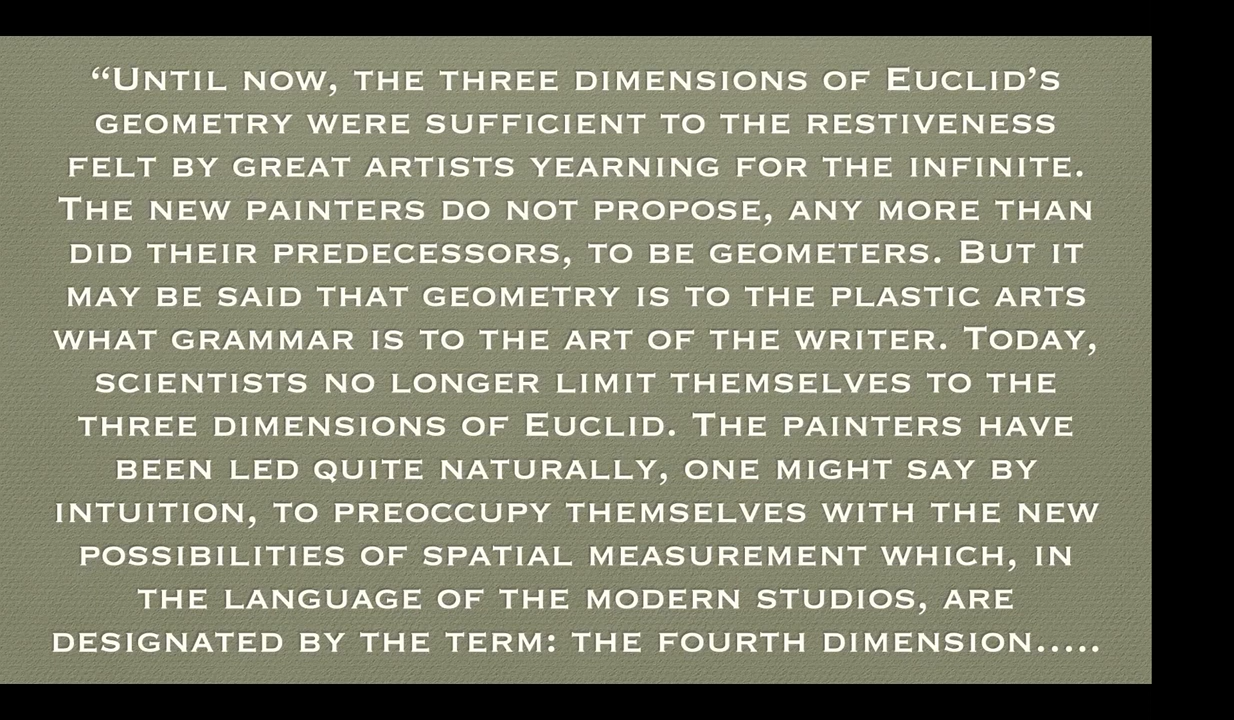 “Until now, the three dimensions of Euclid’s
geometry were sufficient to the restiveness
felt by great artists yearning for the infinite.
The new painters do not propose, any more than
did their predecessors, to be geometers. But it
may be said that geometry is to the plastic arts
what grammar is to the art of the writer. Today,
scientists no longer limit themselves to the
three dimensions of Euclid. The painters have
been led quite naturally, one might say by
intuition, to preoccupy themselves with the new
possibilities of spatial measurement which, in
the language of the modern studios, are
designated by the term: the fourth dimension.....